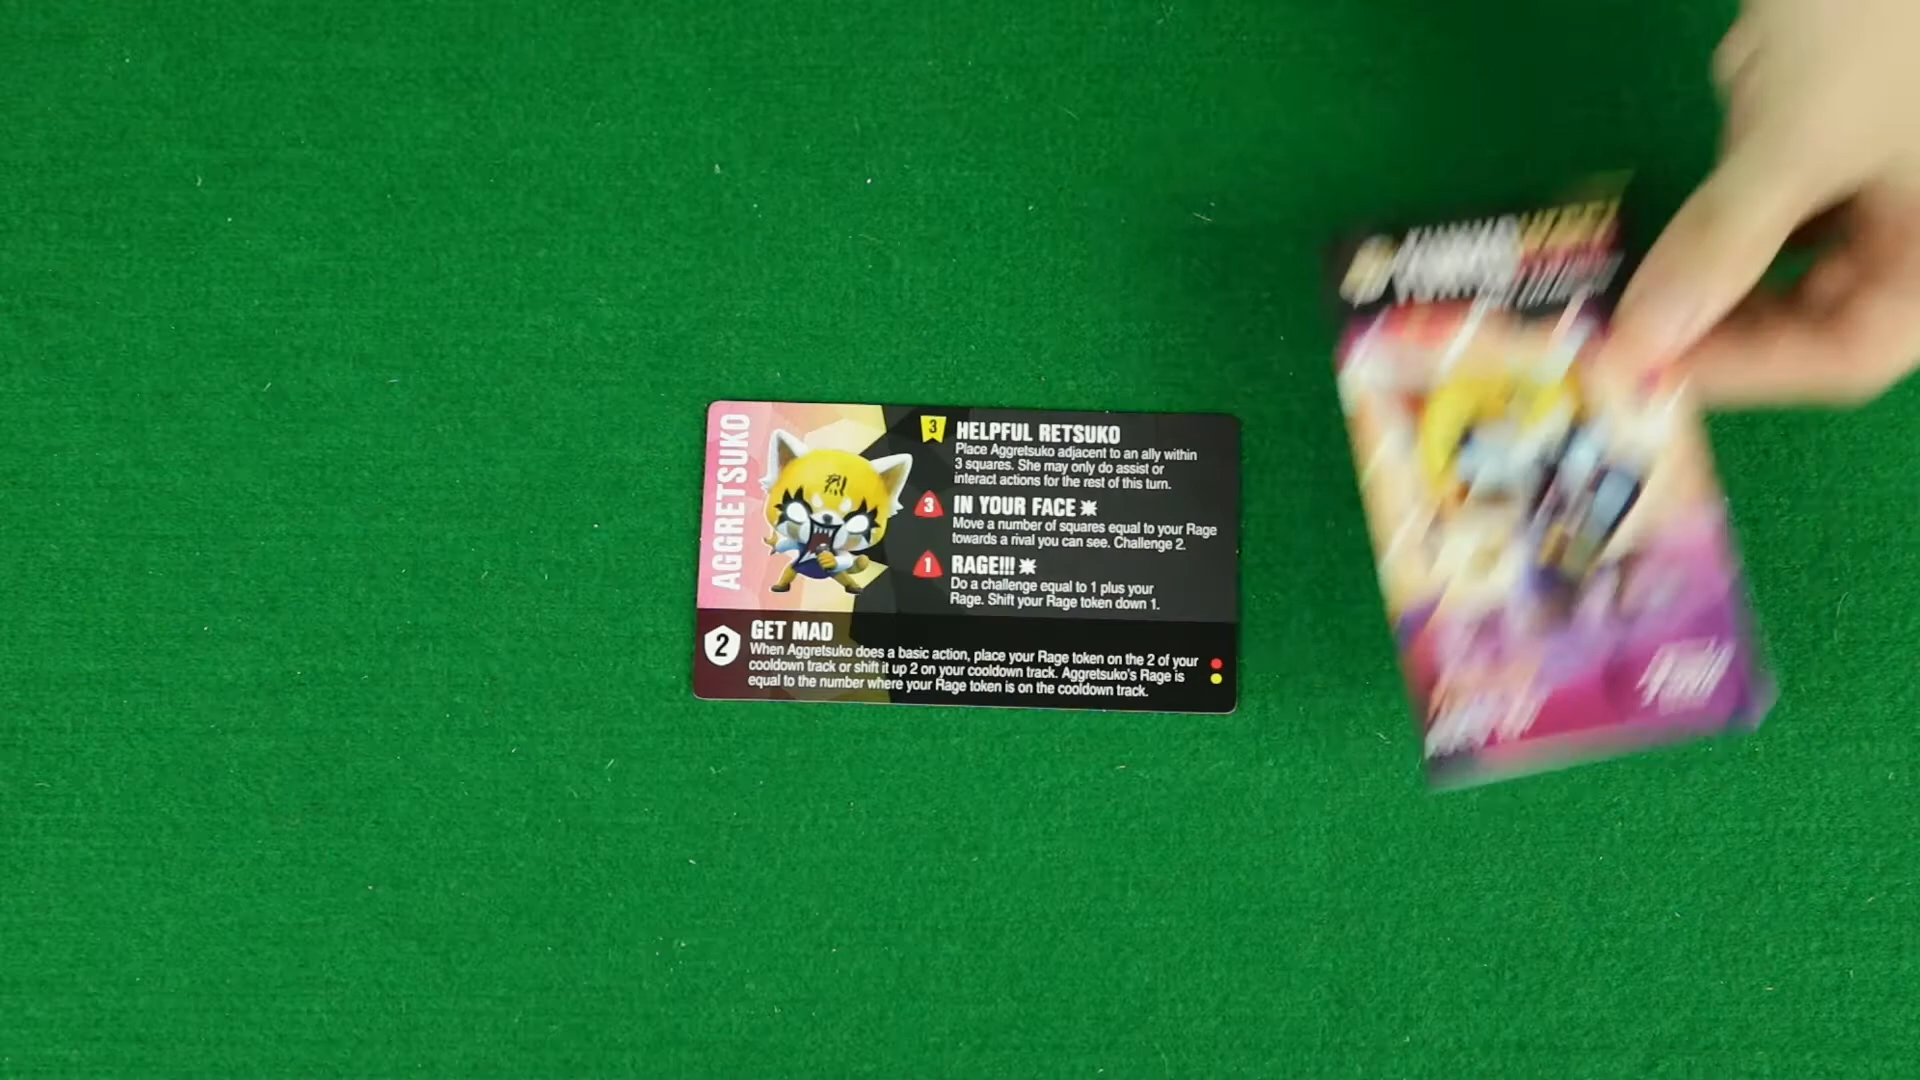 AGGRETSUKO
烈
3 HELPFUL RETSUKO
Place Aggretsuko adjacent to an ally within
3 squares. She may only do assist or
interact actions for the rest of this turn.
3 IN YOUR FACE
Move a number of squares equal to your Rage
towards a rival you can see. Challenge 2.
1 RAGE!!!
Do a challenge equal to 1 plus your
Rage. Shift your Rage token down 1.
2 GET MAD
When Aggretsuko does a basic action, place your Rage token on the 2 of your
cooldown track or shift it up 2 on your cooldown track. Aggretsuko's Rage is
equal to the number where your Rage token is on the cooldown track.